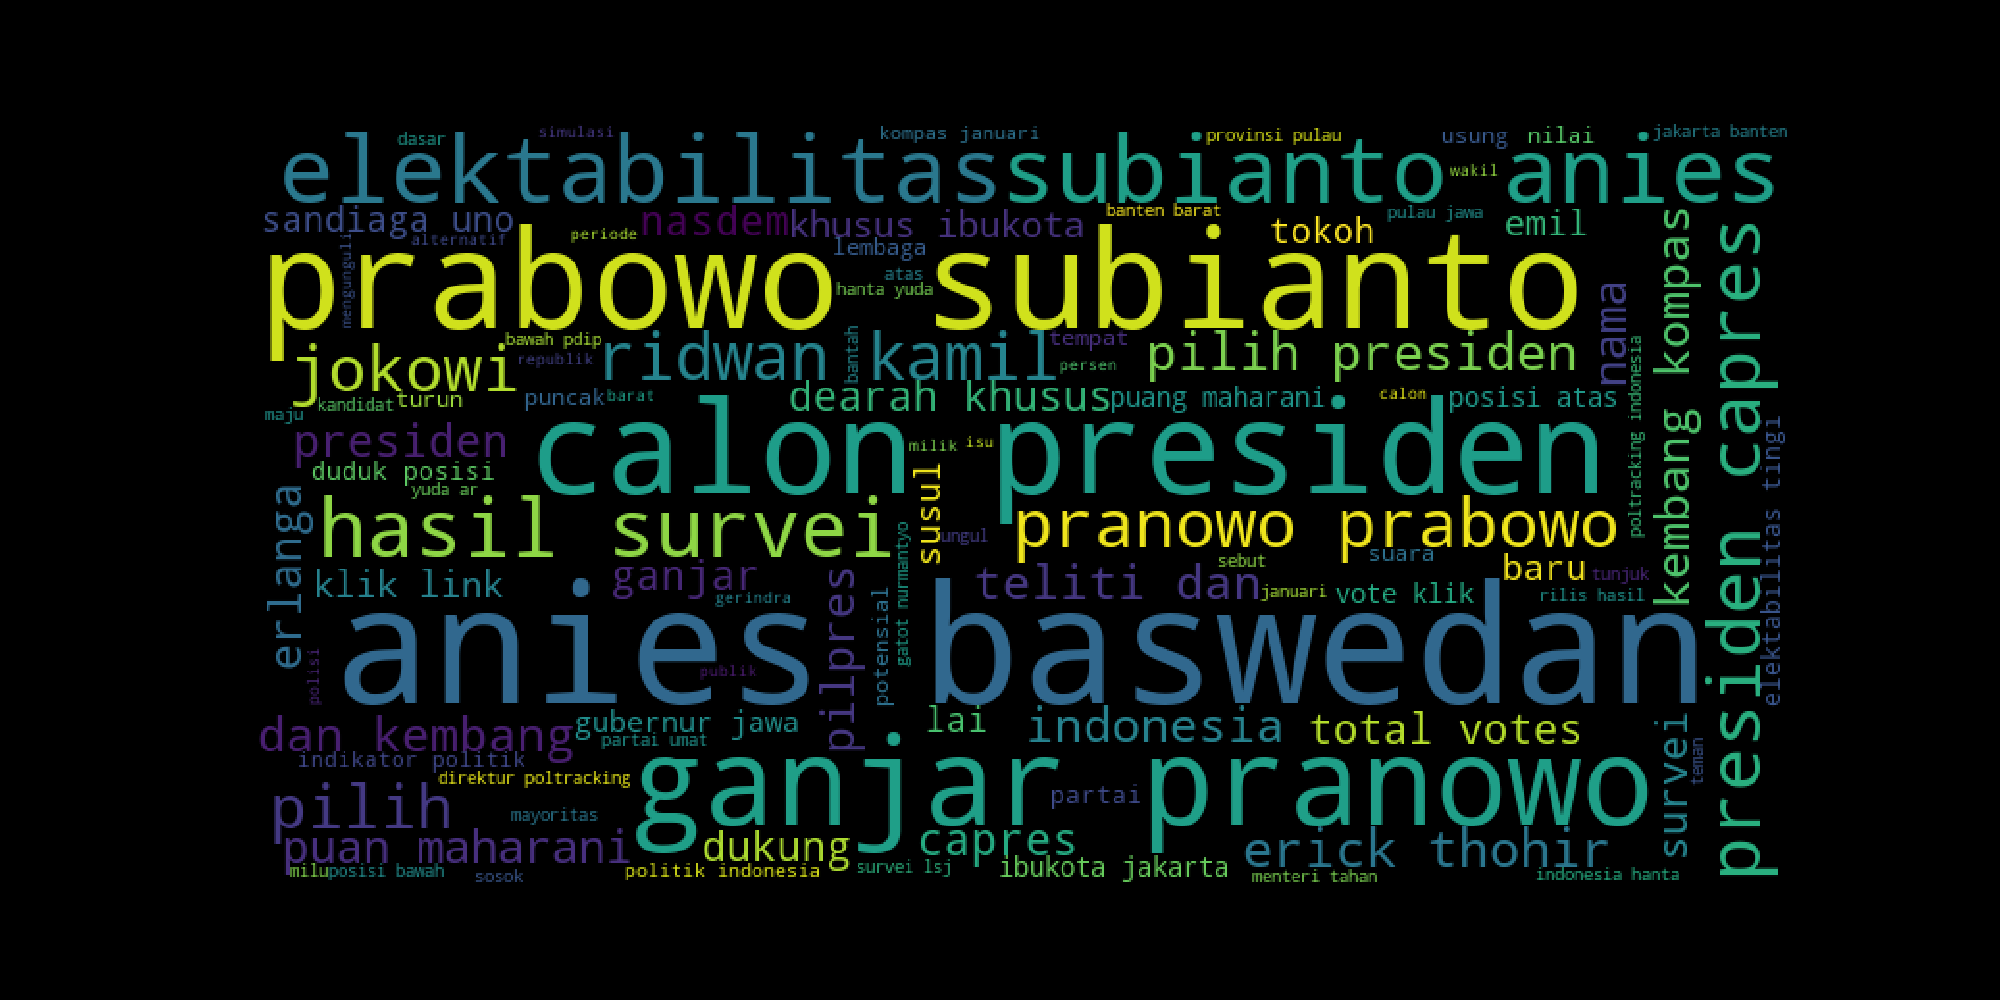 dasar
simulasi
kompas januari
provinsi pulau
usung
nilai
jakarta banten
elektabilitas
subianto anies
wakil
sandiaga uno
nasdem
khusus ibukota
banten barat
pulau jawa
emil
alternatif
periode
lembaga
tokoh
mengunguli
prabowo subianto
atas
hanta yuda
nama
kembang kompas
presiden capres
jokowi
bawah pdip
republik
ridwan kamil
bantah
tempat
persen
pilih presiden
poltracking indonesia
maju
kandidat
turun
puncak
barat
dearah khusus
puang maharani
calon
posisi atas
presiden
calon presiden
milik
isu
duduk posisi
yuda ar
elektabilitas tingi
erlanga
hasil survei
susul
ungul
pranowo prabowo
gatot nurmantyo
suara
sebut
baru
tunjuk
klik link
ganjar
gerindra
pilpres
potensial
teliti dan
januari
vote klik
rilis hasil
anies baswedan
polisi
publik
dan kembang
gubernur jawa
partai umat
lai
indonesia
total votes
survei
teman
indikator politik
direktur poltracking
ganjar pranowo
pilih
mayoritas
partai
puan maharani
dukung
capres
erick thohir
milu
posisi bawah
sosok
politik indonesia
survei lsj
ibukota jakarta
menteri tahan
indonesia hanta